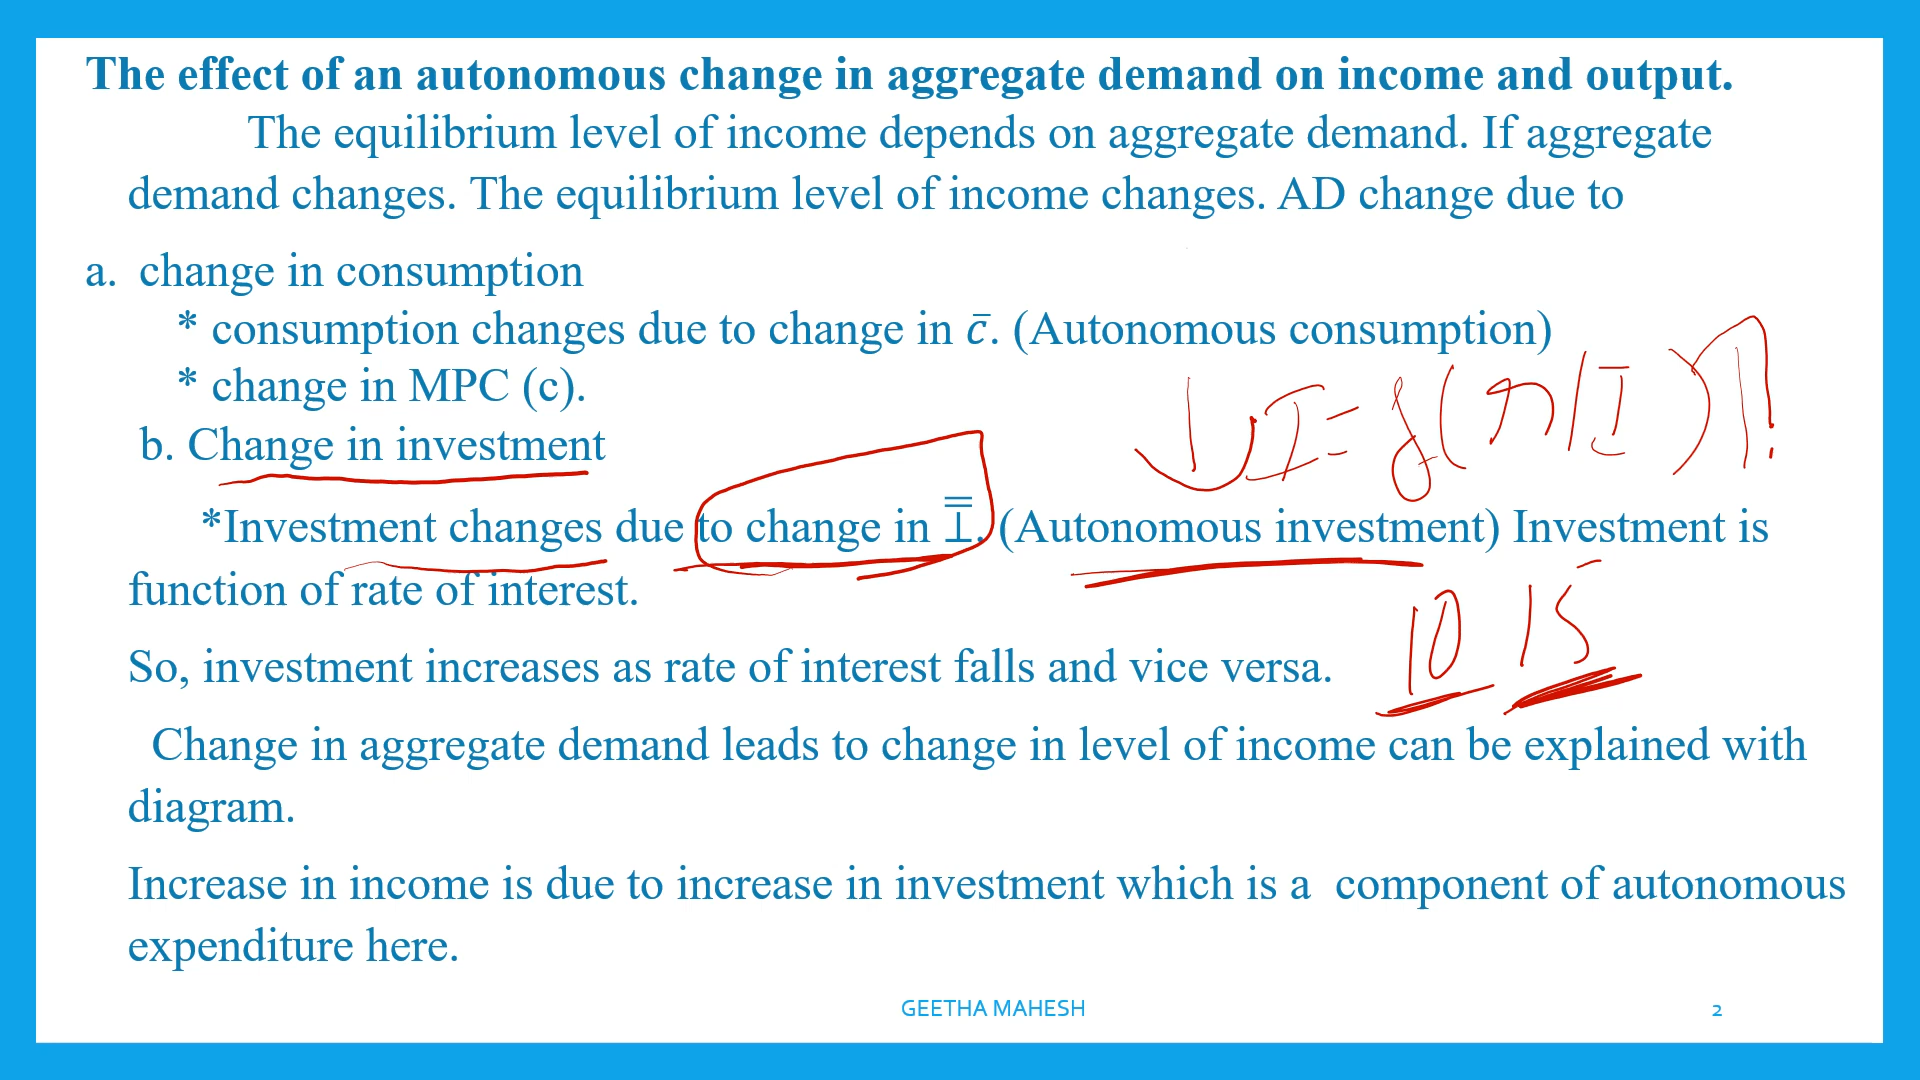 The effect of an autonomous change in aggregate demand on income and output.
The equilibrium level of income depends on aggregate demand. If aggregate
demand changes. The equilibrium level of income changes. AD change due to
a. change in consumption
* consumption changes due to change in c̄. (Autonomous consumption)
* change in MPC (c).
b. Change in investment
*Investment changes due to change in I̿. (Autonomous investment) Investment is
function of rate of interest.
10 15
So, investment increases as rate of interest falls and vice versa.
Change in aggregate demand leads to change in level of income can be explained with
diagram.
Increase in income is due to increase in investment which is a component of autonomous
expenditure here.
GEETHA MAHESH
2